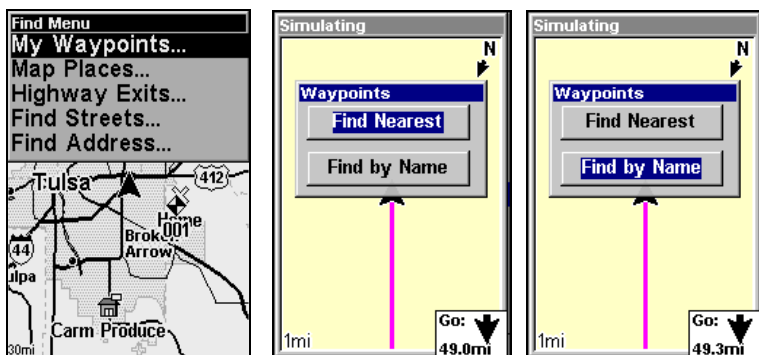 Find Menu
My Waypoints...
Map Places...
Highway Exits...
Find Streets...
Find Address...
Tulsa
412
Home
001
Broken
Arrow
44
ulpa
Carm Produce
30mi
Simulating
N
Waypoints
Find Nearest
Find by Name
1mi
Go:
49.0mi
Simulating
N
Waypoints
Find Nearest
Find by Name
1mi
Go:
49.3mi